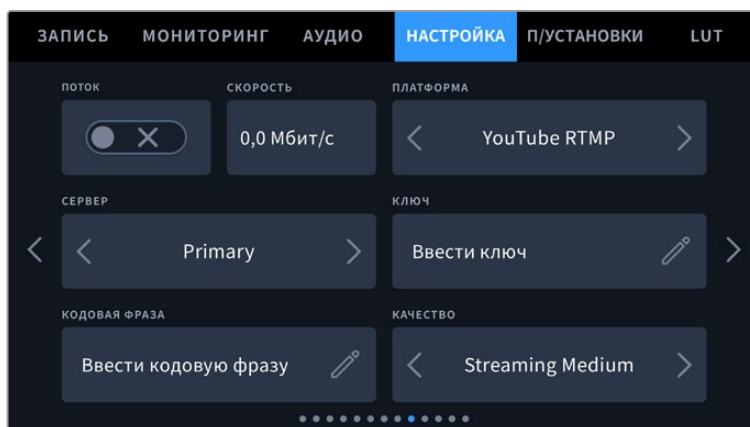 ЗАПИСЬ МОНИТОРИНГ АУДИО НАСТРОЙКА П/УСТАНОВКИ LUT
ПОТОК СКОРОСТЬ ПЛАТФОРМА
0,0 Мбит/с YouTube RTMP
СЕРВЕР КЛЮЧ
Primary Ввести ключ
КОДОВАЯ ФРАЗА КАЧЕСТВО
Ввести кодовую фразу Streaming Medium